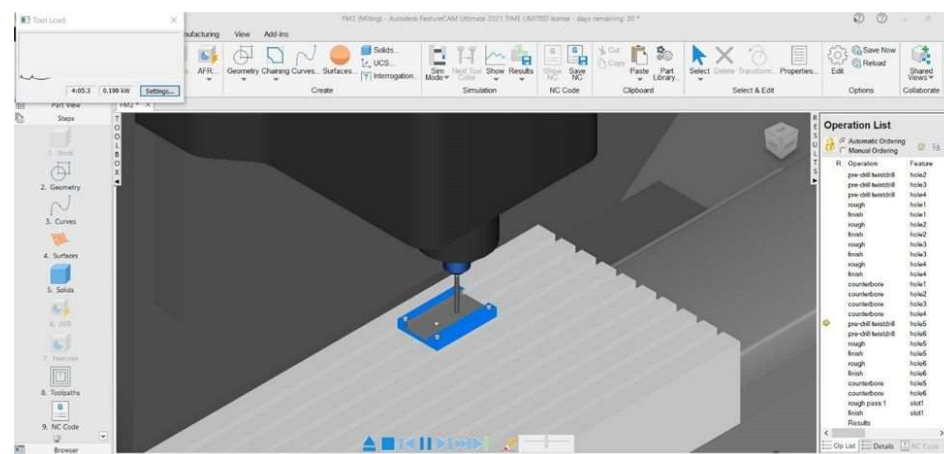 Tool Load
FM2 (Milling) - Autodesk FeatureCAM Ultimate 2021 TIME LIMITED license - days remaining: 30 *
View Add-Ins
AFR...
Geometry Chaining Curves... Surfaces...
Solids...
UCS...
Interrogation...
Create
Sim Mode
Next Tool Color
Show
Results
Simulation
Show NC
Save NC
NC Code
Cut
Copy
Paste
Part Library...
Clipboard
Select Delete Transform... Properties...
Select & Edit
Edit
Save Now
Reload
Options
Shared Views
Collaborate
4:05.3 0.190 kW Settings...
Part View
FM2 *
Steps
1. Stock
2. Geometry
3. Curves
4. Surfaces
5. Solids
6. AFR
7. Features
8. Toolpaths
9. NC Code
Browser
TOOLBOX
RESULTS
Operation List
Automatic Ordering
Manual Ordering
R Operation Feature
pre-drill twistdrill hole2
pre-drill twistdrill hole3
pre-drill twistdrill hole4
rough hole1
finish hole1
rough hole2
finish hole2
rough hole3
finish hole3
rough hole4
finish hole4
counterbore hole1
counterbore hole2
counterbore hole3
counterbore hole4
pre-drill twistdrill hole5
pre-drill twistdrill hole6
rough hole5
finish hole5
rough hole6
finish hole6
counterbore hole5
counterbore hole6
rough pass 1 slot1
finish slot1
Results
Op List Details NC Code